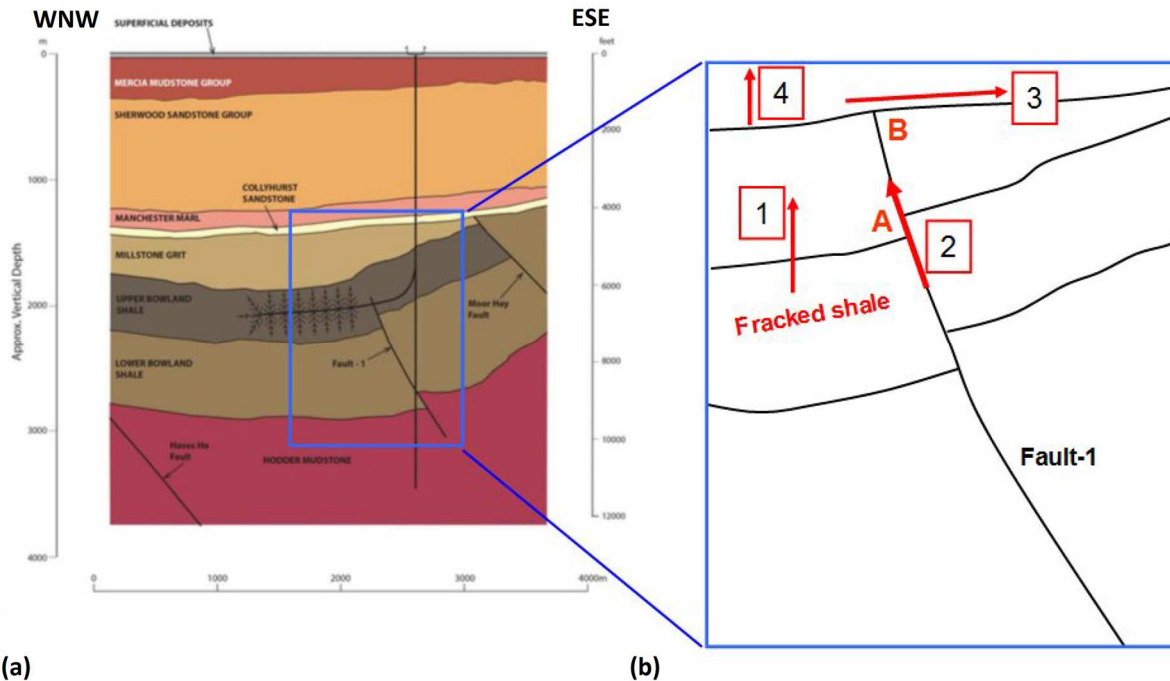 WNW
SUPERFICIAL DEPOSITS
ESE
m
feet
0
0
MERCIA MUDSTONE GROUP
SHERWOOD SANDSTONE GROUP
2000
1000
COLLYHURST
SANDSTONE
4000
MANCHESTER MARL
MILLSTONE GRIT
6000
UPPER BOWLAND
SHALE
2000
Moor Hey
Fault
Approx. Vertical Depth
LOWER BOWLAND
SHALE
Fault - 1
8000
3000
10000
Haves Ho
Fault
HODDER MUDSTONE
12000
4000
0
1000
2000
3000
4000m
(a)
4
3
B
1
A
2
Fracked shale
Fault-1
(b)